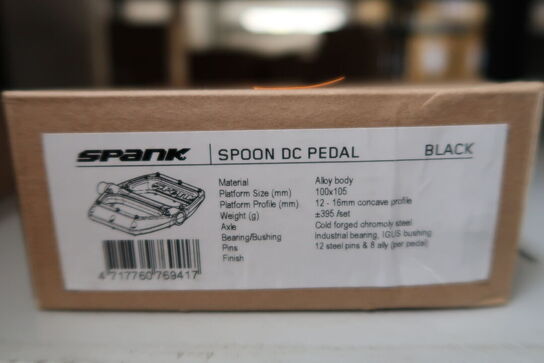 SPANK SPOON DC PEDAL BLACK
Material Alloy body
Platform Size (mm) 100x105
Platform Profile (mm) 12 - 16mm concave profile
Weight (g) ±395 /set
Axle Cold forged chromoly steel
Bearing/Bushing Industrial bearing, IGUS bushing
Pins 12 steel pins & 8 ally (per pedal)
Finish
4 717760 769417